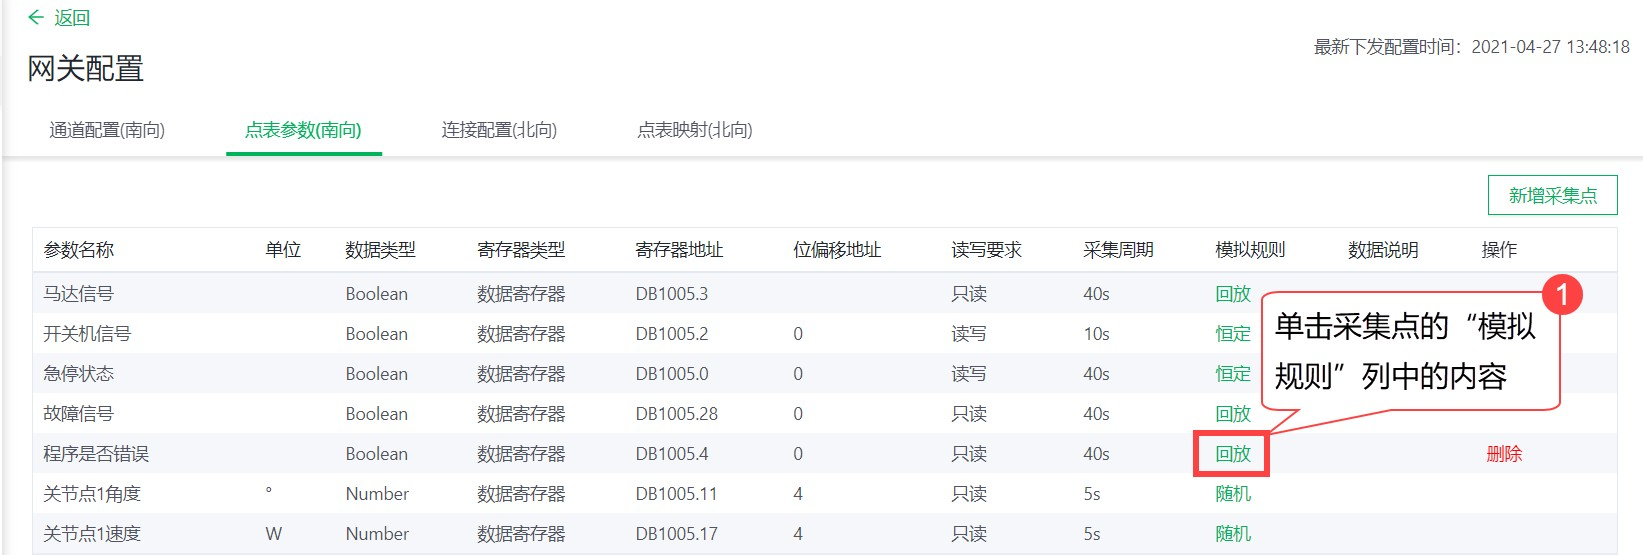 返回
最新下发配置时间：2021-04-27 13:48:18
网关配置
通道配置(南向) 点表参数(南向) 连接配置(北向) 点表映射(北向)
新增采集点
参数名称 单位 数据类型 寄存器类型 寄存器地址 位偏移地址 读写要求 采集周期 模拟规则 数据说明 操作
马达信号 Boolean 数据寄存器 DB1005.3 只读 40s 回放
开关机信号 Boolean 数据寄存器 DB1005.2 0 读写 10s 恒定
急停状态 Boolean 数据寄存器 DB1005.0 0 读写 40s 恒定
故障信号 Boolean 数据寄存器 DB1005.28 0 只读 40s 回放
程序是否错误 Boolean 数据寄存器 DB1005.4 0 只读 40s 回放 删除
关节点1角度 ° Number 数据寄存器 DB1005.11 4 只读 5s 随机
关节点1速度 W Number 数据寄存器 DB1005.17 4 只读 5s 随机
1
单击采集点的“模拟
规则”列中的内容